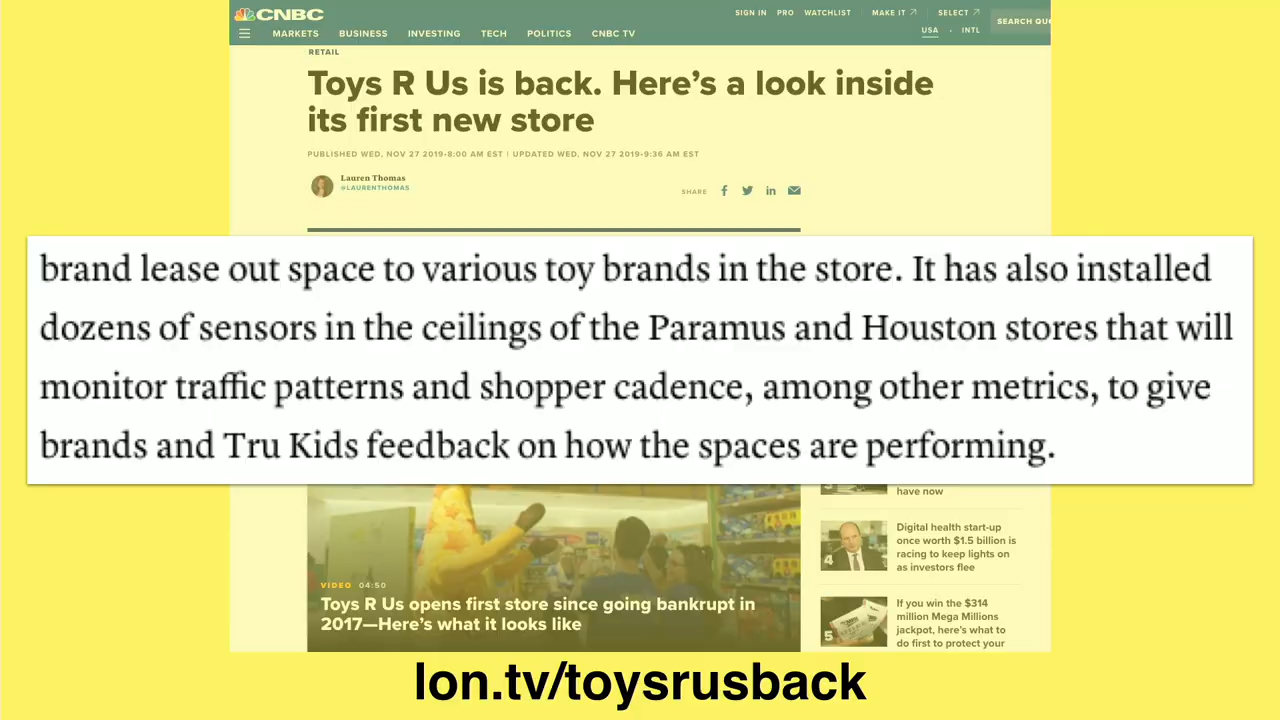 CNBC
SIGN IN PRO WATCHLIST MAKE IT SELECT
SEARCH QUO
USA · INTL
MARKETS BUSINESS INVESTING TECH POLITICS CNBC TV
RETAIL
Toys R Us is back. Here’s a look inside
its first new store
PUBLISHED WED, NOV 27 2019•8:00 AM EST | UPDATED WED, NOV 27 2019•9:36 AM EST
Lauren Thomas
@LAURENTHOMAS
SHARE
brand lease out space to various toy brands in the store. It has also installed
dozens of sensors in the ceilings of the Paramus and Houston stores that will
monitor traffic patterns and shopper cadence, among other metrics, to give
brands and Tru Kids feedback on how the spaces are performing.
VIDEO 04:50
Toys R Us opens first store since going bankrupt in
2017—Here’s what it looks like
have now
4
Digital health start-up
once worth $1.5 billion is
racing to keep lights on
as investors flee
5
If you win the $314
million Mega Millions
jackpot, here’s what to
do first to protect your
lon.tv/toysrusback